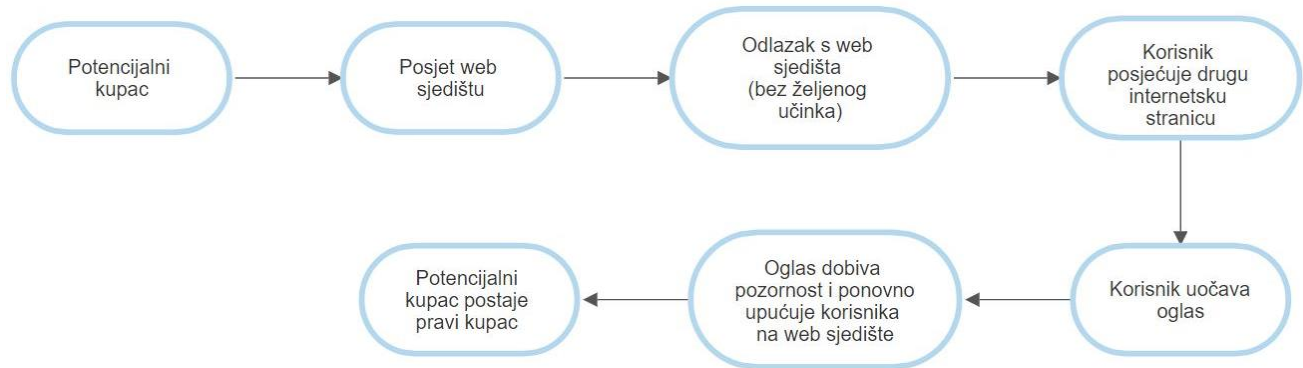 Potencijalni
kupac
Posjet web
sjedištu
Odlazak s web
sjedišta
(bez željenog
učinka)
Korisnik
posjećuje drugu
internetsku
stranicu
Korisnik uočava
oglas
Oglas dobiva
pozornost i ponovno
upućuje korisnika
na web sjedište
Potencijalni
kupac postaje
pravi kupac